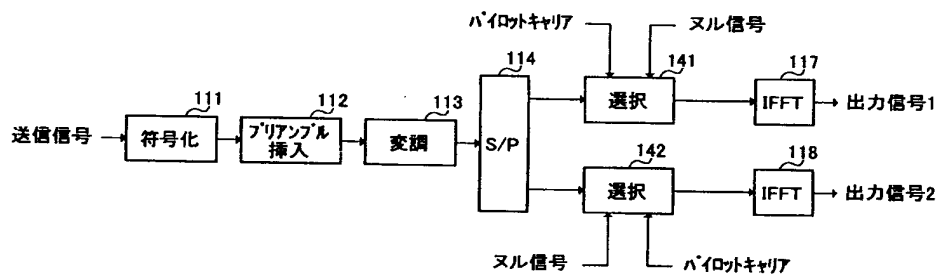 パイロットキャリア
ヌル信号
114
141
117
111
112
113
選択
IFFT
出力信号1
送信信号
符号化
プリアンブル
挿入
変調
S/P
142
118
選択
IFFT
出力信号2
ヌル信号
パイロットキャリア